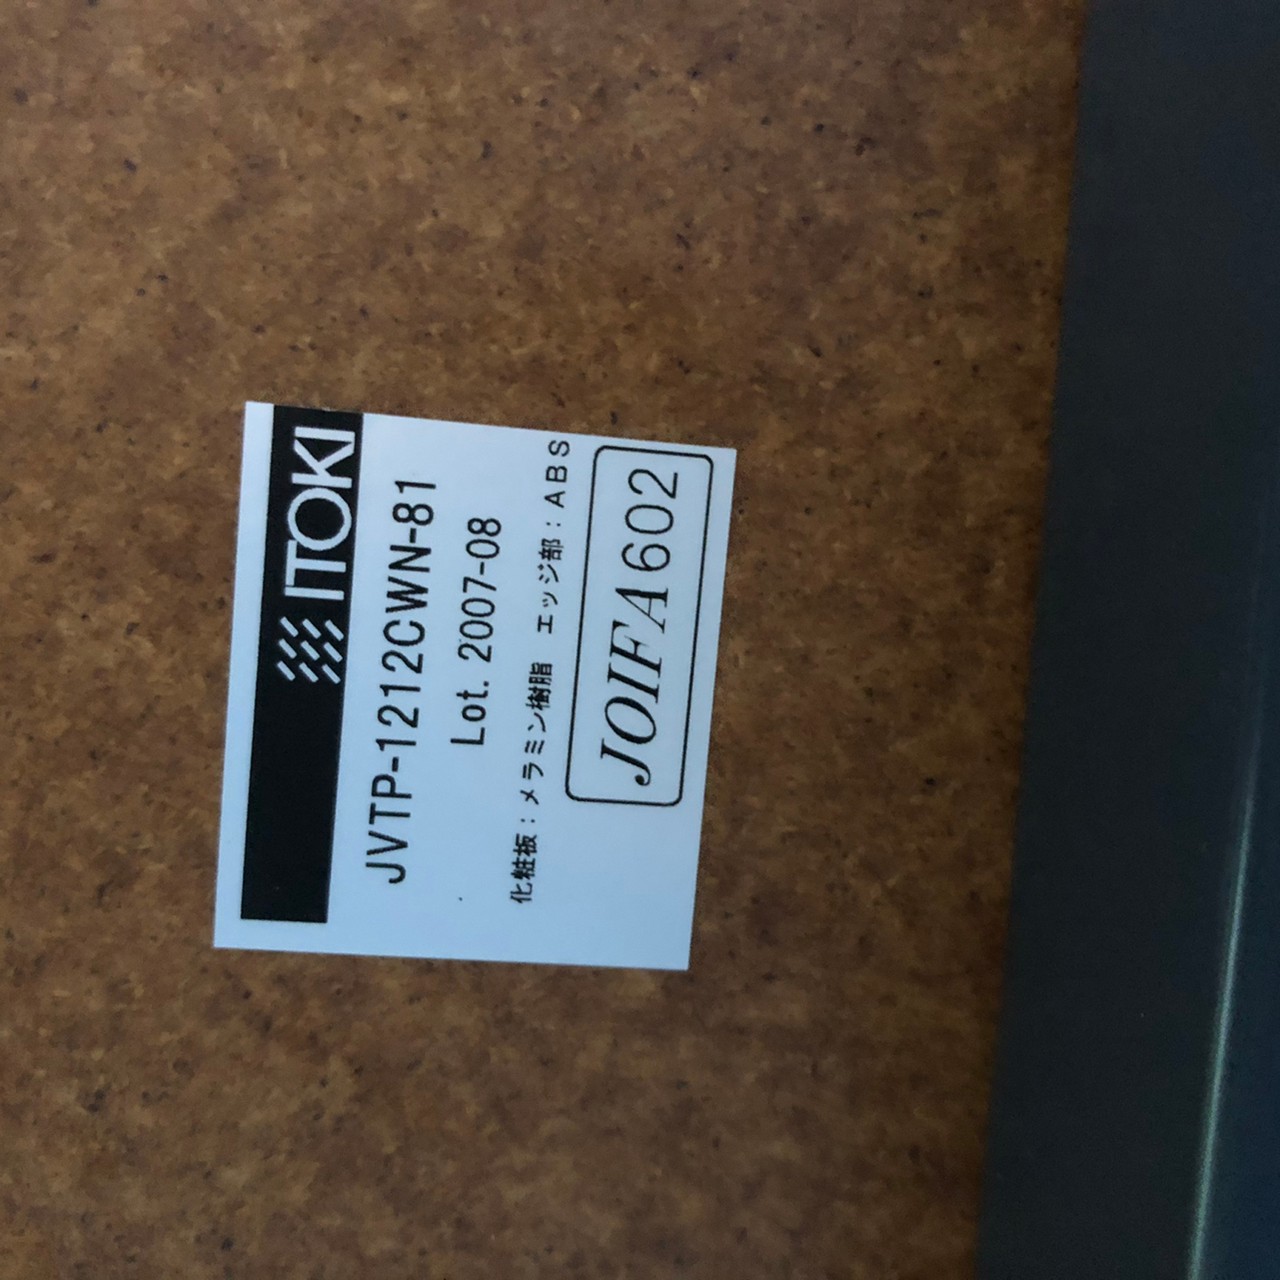 ITOKI
JVTP-1212CWN-81
Lot. 2007-08
化粧板：メラミン樹脂　エッジ部：ABS
JOIFA602